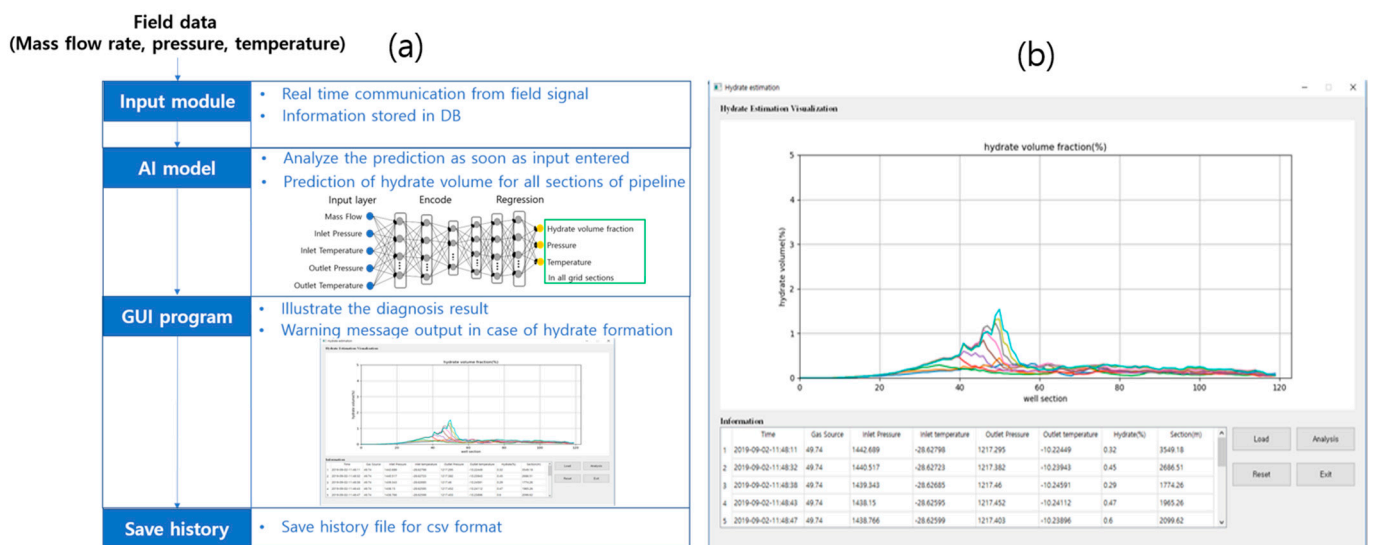 Field data
(Mass flow rate, pressure, temperature)
(a)
Input module
• Real time communication from field signal
• Information stored in DB
AI model
• Analyze the prediction as soon as input entered
• Prediction of hydrate volume for all sections of pipeline
Input layer Encode Regression
Mass Flow
Inlet Pressure
Inlet Temperature
Outlet Pressure
Outlet Temperature
Hydrate volume fraction
Pressure
Temperature
In all grid sections
GUI program
• Illustrate the diagnosis result
• Warning message output in case of hydrate formation
Hydrate Estimation Visualization
hydrate volume fraction(%)
hydrate volume(%)
well section
Save history
• Save history file for csv format
(b)
Hydrate estimation
Hydrate Estimation Visualization
hydrate volume fraction(%)
5
4
3
2
1
0
hydrate volume(%)
0 20 40 60 80 100 120
well section
Information
Time Gas Source Inlet Pressure Inlet temperature Outlet Pressure Outlet temperature Hydrate(%) Section(m)
1 2019-09-02-11:48:11 49.74 1442.689 -28.62798 1217.295 -10.22449 0.32 3549.18
2 2019-09-02-11:48:32 49.74 1440.517 -28.62723 1217.382 -10.23943 0.45 2686.51
3 2019-09-02-11:48:38 49.74 1439.343 -28.62685 1217.46 -10.24591 0.29 1774.26
4 2019-09-02-11:48:43 49.74 1438.15 -28.62595 1217.452 -10.24112 0.47 1965.26
5 2019-09-02-11:48:47 49.74 1438.766 -28.62599 1217.403 -10.23896 0.6 2099.62
Load Analysis
Reset Exit